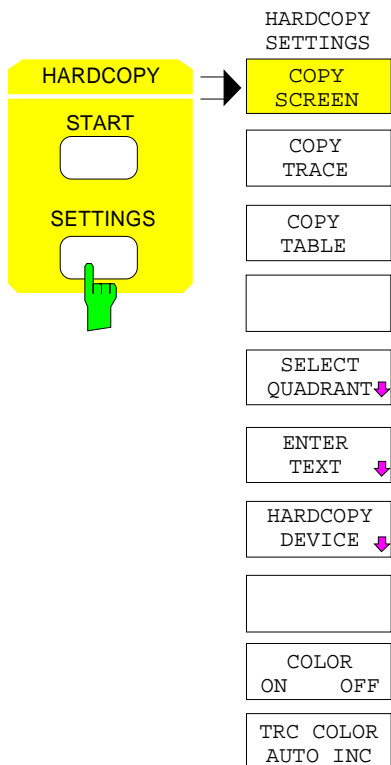 HARDCOPY
START
SETTINGS
HARDCOPY
SETTINGS
COPY
SCREEN
COPY
TRACE
COPY
TABLE
SELECT
QUADRANT
ENTER
TEXT
HARDCOPY
DEVICE
COLOR
ON OFF
TRC COLOR
AUTO INC